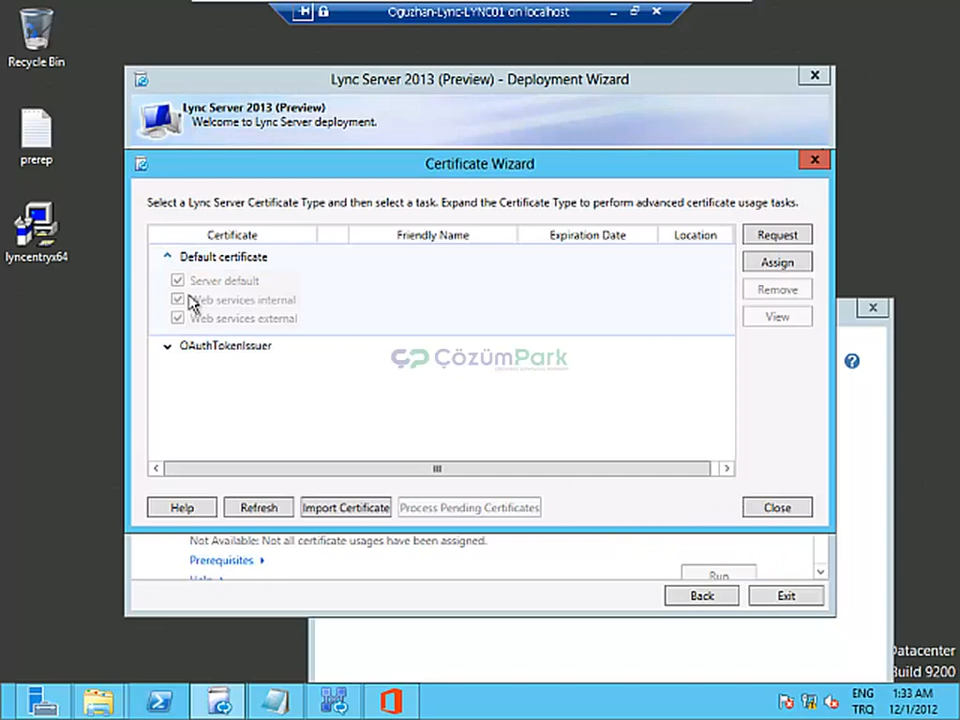 Oguzhan-Lync-LYNC01 on localhost
Recycle Bin
prerep
lyncentryx64
Lync Server 2013 (Preview) - Deployment Wizard
Lync Server 2013 (Preview)
Welcome to Lync Server deployment.
Certificate Wizard
Select a Lync Server Certificate Type and then select a task. Expand the Certificate Type to perform advanced certificate usage tasks.
Certificate Friendly Name Expiration Date Location
Request
Default certificate
Assign
Server default
Remove
Web services internal
View
Web services external
OAuthTokenIssuer
ÇözümPark
Help Refresh Import Certificate Process Pending Certificates Close
Not Available: Not all certificate usages have been assigned.
Prerequisites
Help
Run
Back Exit
Datacenter
Build 9200
ENG 1:33 AM
TRQ 12/1/2012